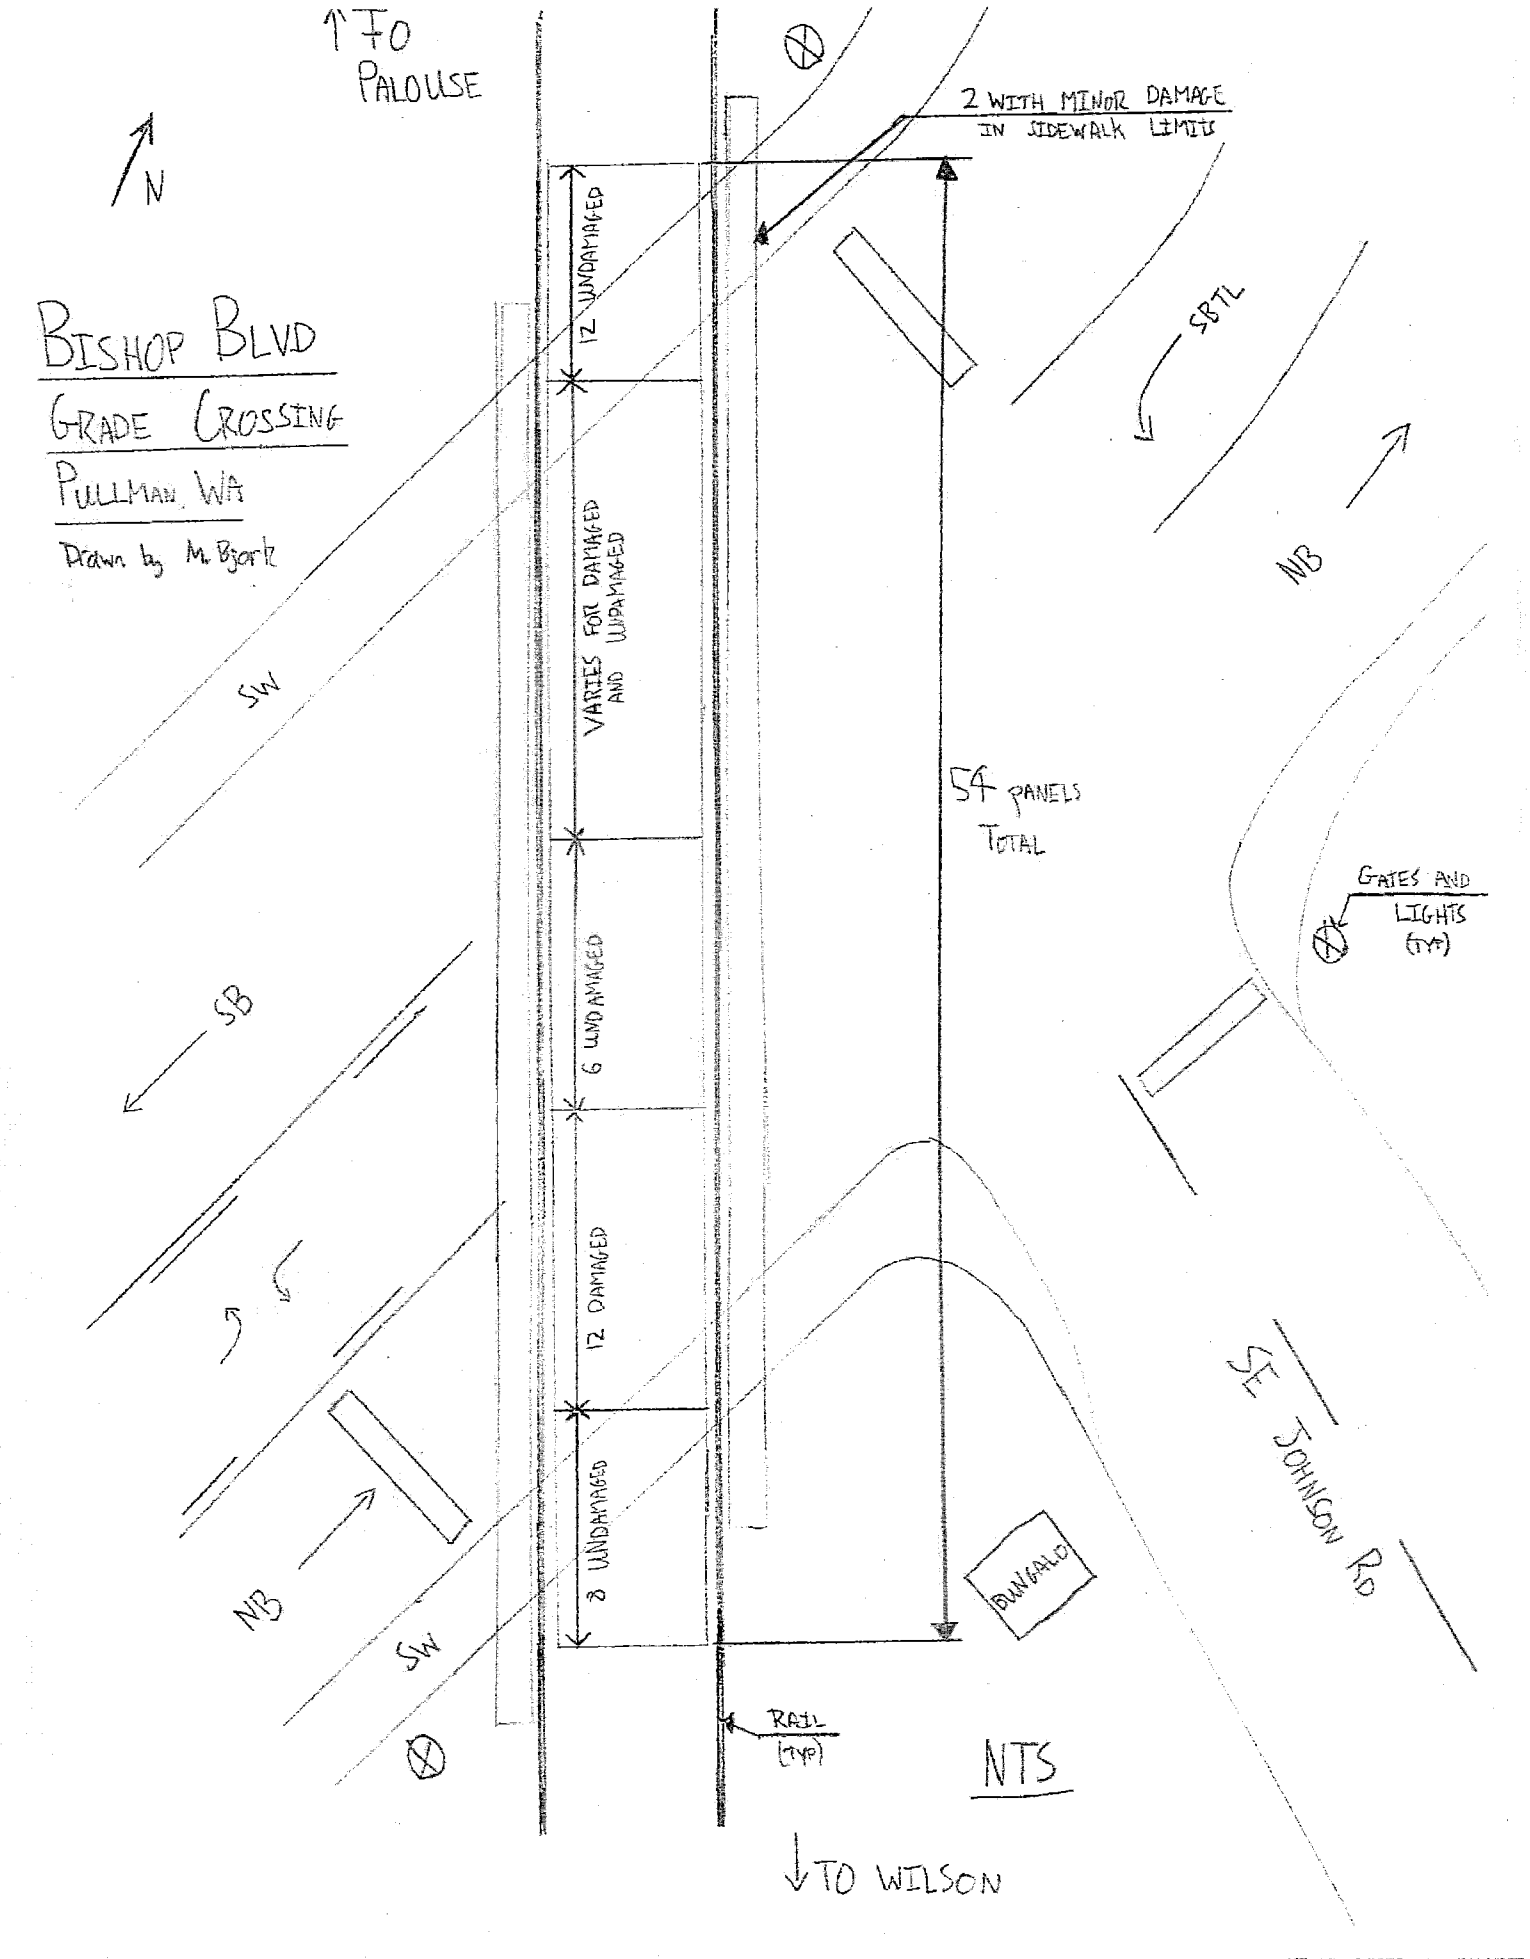 ↑ TO
PALOUSE
N
2 WITH MINOR DAMAGE
IN SIDEWALK LIMITS
BISHOP BLVD
GRADE CROSSING
PULLMAN, WA
Drawn by M. Bjork
12 UNDAMAGED
SBTL
NB
VARIES FOR DAMAGED
AND UNDAMAGED
SW
54 PANELS
TOTAL
GATES AND
LIGHTS
(TYP)
SB
6 UNDAMAGED
12 DAMAGED
SE JOHNSON RD
8 UNDAMAGED
BUNGALO
NB
SW
RAIL
(TYP)
NTS
↓ TO WILSON